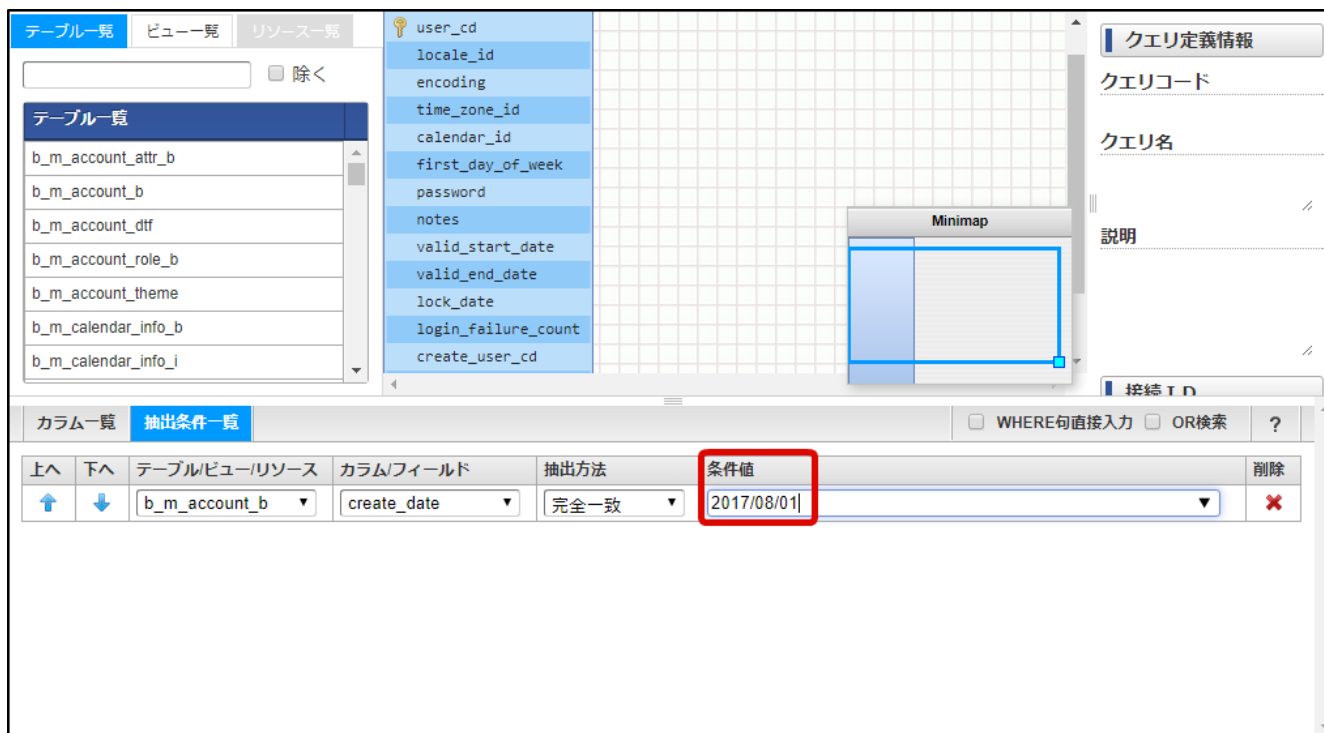 テーブル一覧
ビュー一覧
リソース一覧
除く
テーブル一覧
b_m_account_attr_b
b_m_account_b
b_m_account_dtf
b_m_account_role_b
b_m_account_theme
b_m_calendar_info_b
b_m_calendar_info_i
user_cd
locale_id
encoding
time_zone_id
calendar_id
first_day_of_week
password
notes
valid_start_date
valid_end_date
lock_date
login_failure_count
create_user_cd
Minimap
クエリ定義情報
クエリコード
クエリ名
説明
接続ID
カラム一覧
抽出条件一覧
WHERE句直接入力
OR検索
?
上へ 下へ テーブル/ビュー/リソース カラム/フィールド 抽出方法 条件値 削除
b_m_account_b create_date 完全一致 2017/08/01